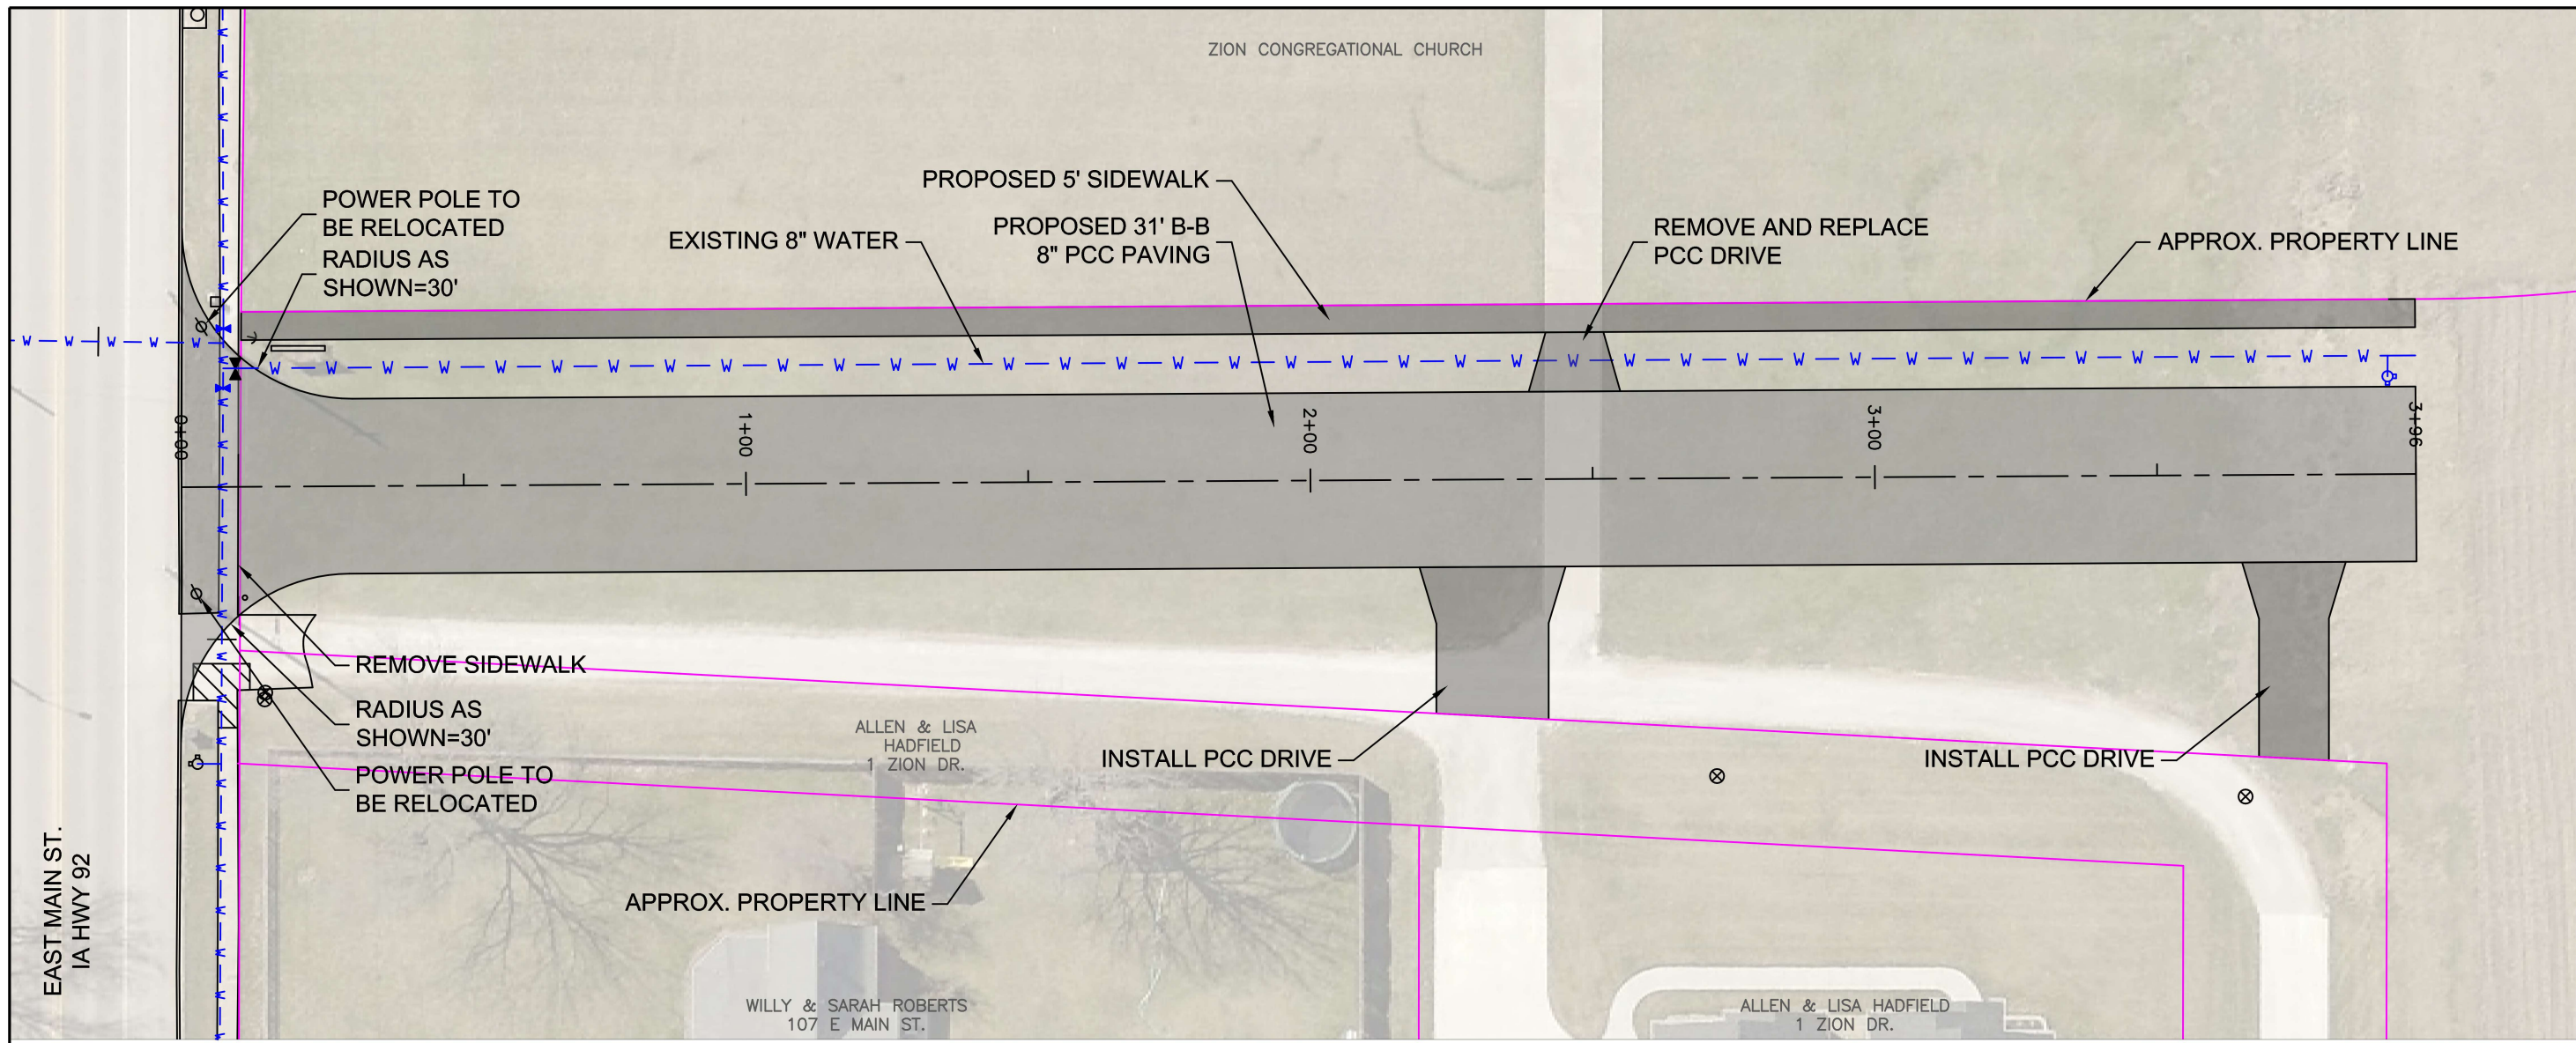 ZION CONGREGATIONAL CHURCH
POWER POLE TO
BE RELOCATED
RADIUS AS
SHOWN=30'
EXISTING 8" WATER
PROPOSED 5' SIDEWALK
PROPOSED 31' B-B
8" PCC PAVING
REMOVE AND REPLACE
PCC DRIVE
APPROX. PROPERTY LINE
W W W W W
W W W W W W W W W W W W W W W W W W W W W W W W W W W W W W W W W W W W W W
0+00
1+00
2+00
3+00
3+96
REMOVE SIDEWALK
RADIUS AS
SHOWN=30'
POWER POLE TO
BE RELOCATED
ALLEN & LISA
HADFIELD
1 ZION DR.
INSTALL PCC DRIVE
INSTALL PCC DRIVE
APPROX. PROPERTY LINE
EAST MAIN ST.
IA HWY 92
WILLY & SARAH ROBERTS
107 E MAIN ST.
ALLEN & LISA HADFIELD
1 ZION DR.